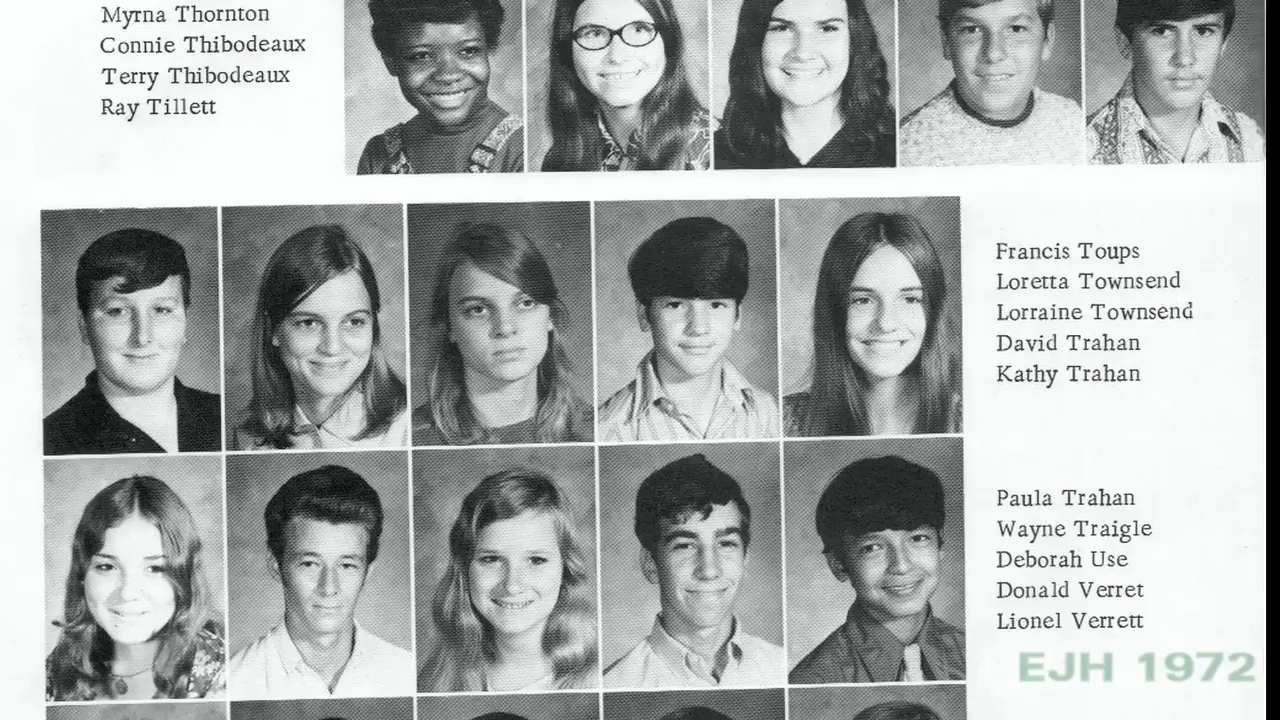 Myrna Thornton
Connie Thibodeaux
Terry Thibodeaux
Ray Tillett
Francis Toups
Loretta Townsend
Lorraine Townsend
David Trahan
Kathy Trahan
Paula Trahan
Wayne Traigle
Deborah Use
Donald Verret
Lionel Verrett
EJH 1972